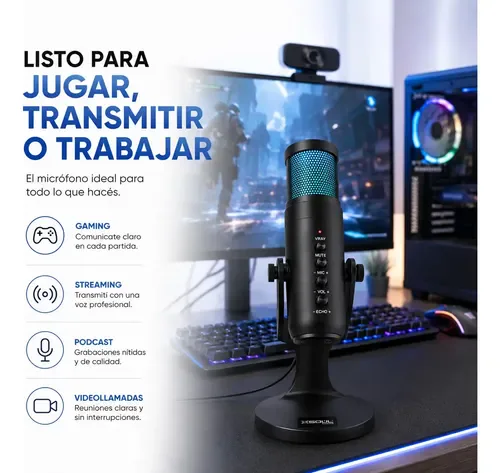 LISTO PARA
JUGAR,
TRANSMITIR
O TRABAJAR
El micrófono ideal para
todo lo que hacés.
GAMING
Comunicate claro
en cada partida.
STREAMING
Transmití con una
voz profesional.
PODCAST
Grabaciones nítidas
y de calidad.
VIDEOLLAMADAS
Reuniones claras y
sin interrupciones.
MUTE
- MIC +
- VOL +
- ECHO +